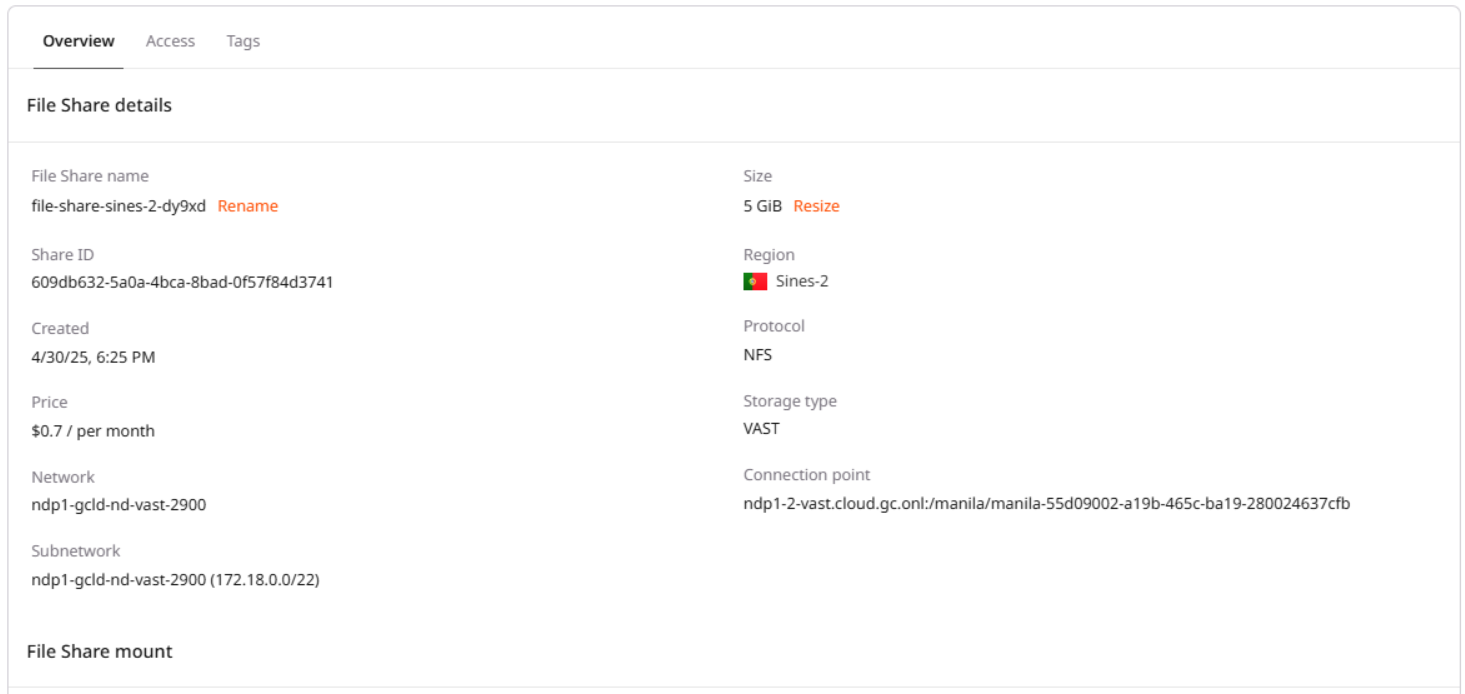 Overview Access Tags
File Share details
File Share name
file-share-sines-2-dy9xd Rename
Size
5 GiB Resize
Share ID
609db632-5a0a-4bca-8bad-0f57f84d3741
Region
Sines-2
Created
4/30/25, 6:25 PM
Protocol
NFS
Price
$0.7 / per month
Storage type
VAST
Network
ndp1-gcld-nd-vast-2900
Connection point
ndp1-2-vast.cloud.gc.onl:/manila/manila-55d09002-a19b-465c-ba19-280024637cfb
Subnetwork
ndp1-gcld-nd-vast-2900 (172.18.0.0/22)
File Share mount